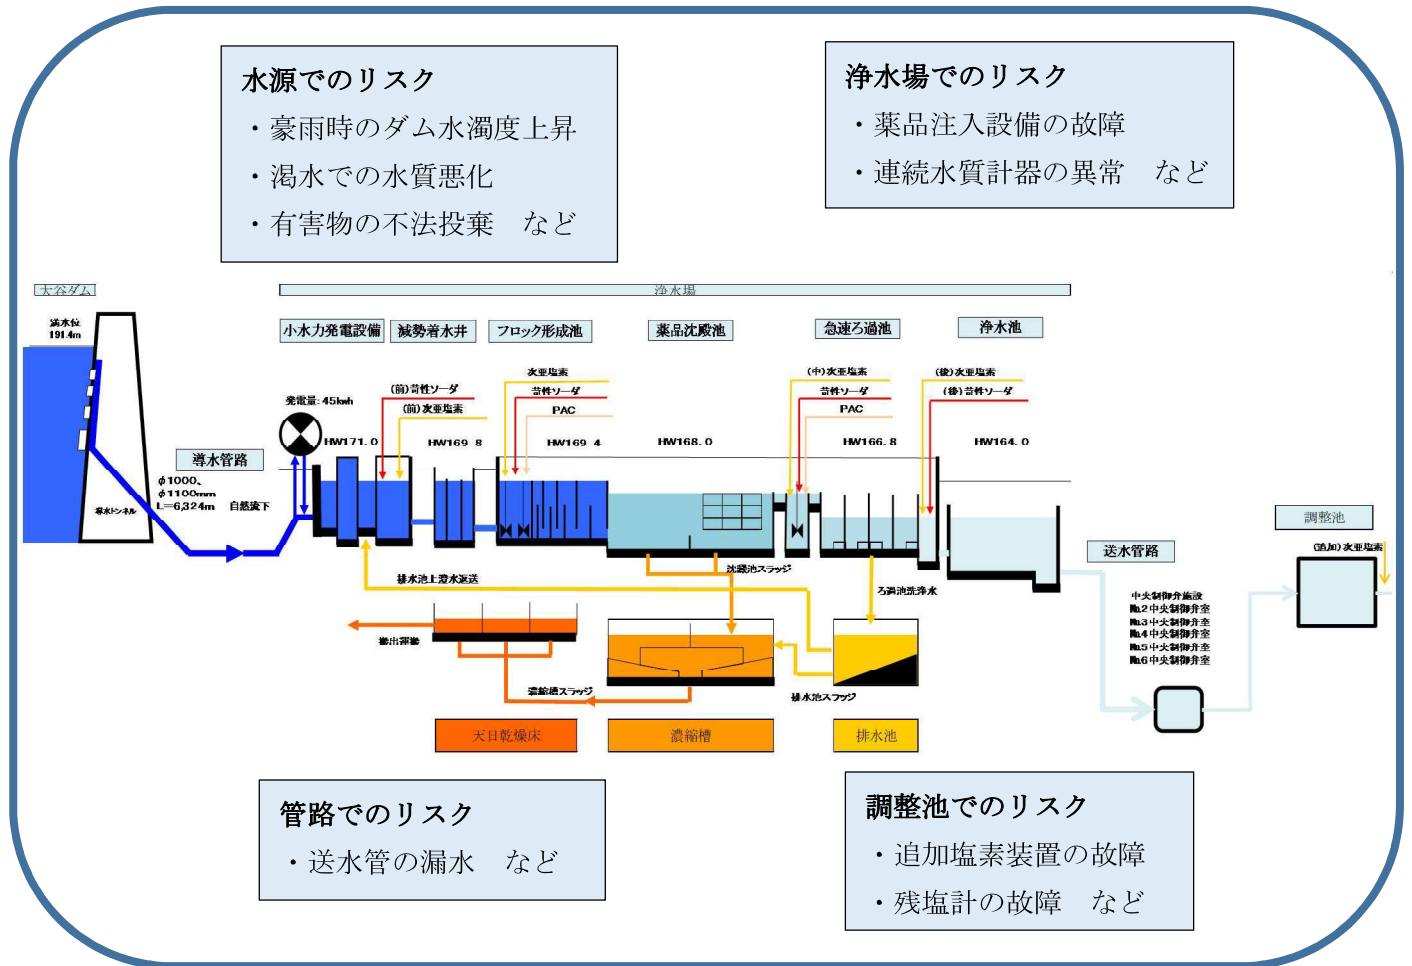 水源でのリスク
・豪雨時のダム水濁度上昇
・渇水での水質悪化
・有害物の不法投棄　など
浄水場でのリスク
・薬品注入設備の故障
・連続水質計器の異常　など
大谷ダム
浄水場
満水位
191.4m
小水力発電設備
減勢着水井
フロック形成池
薬品沈殿池
急速ろ過池
浄水池
発電量:45kwh
(前)苛性ソーダ
(前)次亜塩素
次亜塩素
苛性ソーダ
PAC
(中)次亜塩素
苛性ソーダ
PAC
(後)次亜塩素
(後)苛性ソーダ
HW171.0
HW169.8
HW169.4
HW168.0
HW166.8
HW164.0
導水管路
φ1000、
φ1100mm
L=6,324m　自然流下
導水トンネル
調整池
(追加)次亜塩素
送水管路
中央制御弁施設
No.2中央制御弁室
No.3中央制御弁室
No.4中央制御弁室
No.5中央制御弁室
No.6中央制御弁室
排水池上澄水返送
沈殿池スラッジ
ろ過池洗浄水
搬出運搬
濃縮槽スラッジ
排水池スラッジ
天日乾燥床
濃縮槽
排水池
管路でのリスク
・送水管の漏水　など
調整池でのリスク
・追加塩素装置の故障
・残塩計の故障　など